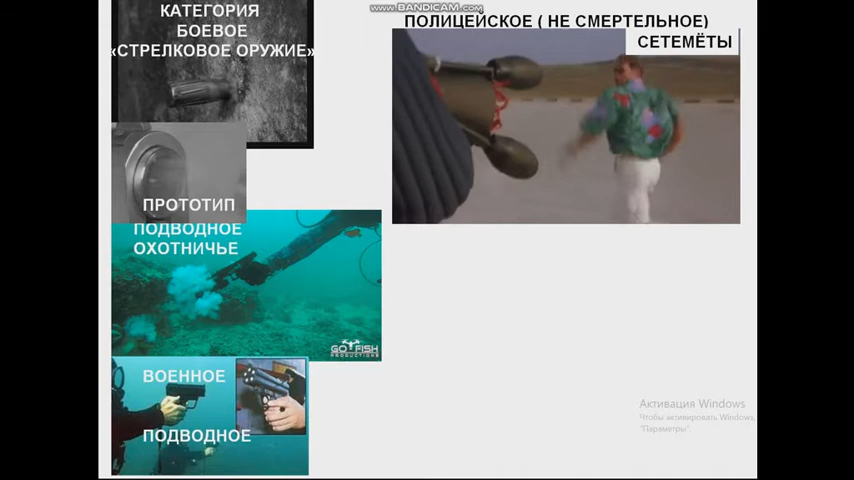 www.BANDICAM.com
КАТЕГОРИЯ
БОЕВОЕ
«СТРЕЛКОВОЕ ОРУЖИЕ»
ПРОТОТИП
ПОДВОДНОЕ
ОХОТНИЧЬЕ
GO FISH
PRODUCTIONS
ВОЕННОЕ
ПОДВОДНОЕ
ПОЛИЦЕЙСКОЕ ( НЕ СМЕРТЕЛЬНОЕ)
СЕТЕМЁТЫ
Активация Windows
Чтобы активировать Windows,
"Параметры".